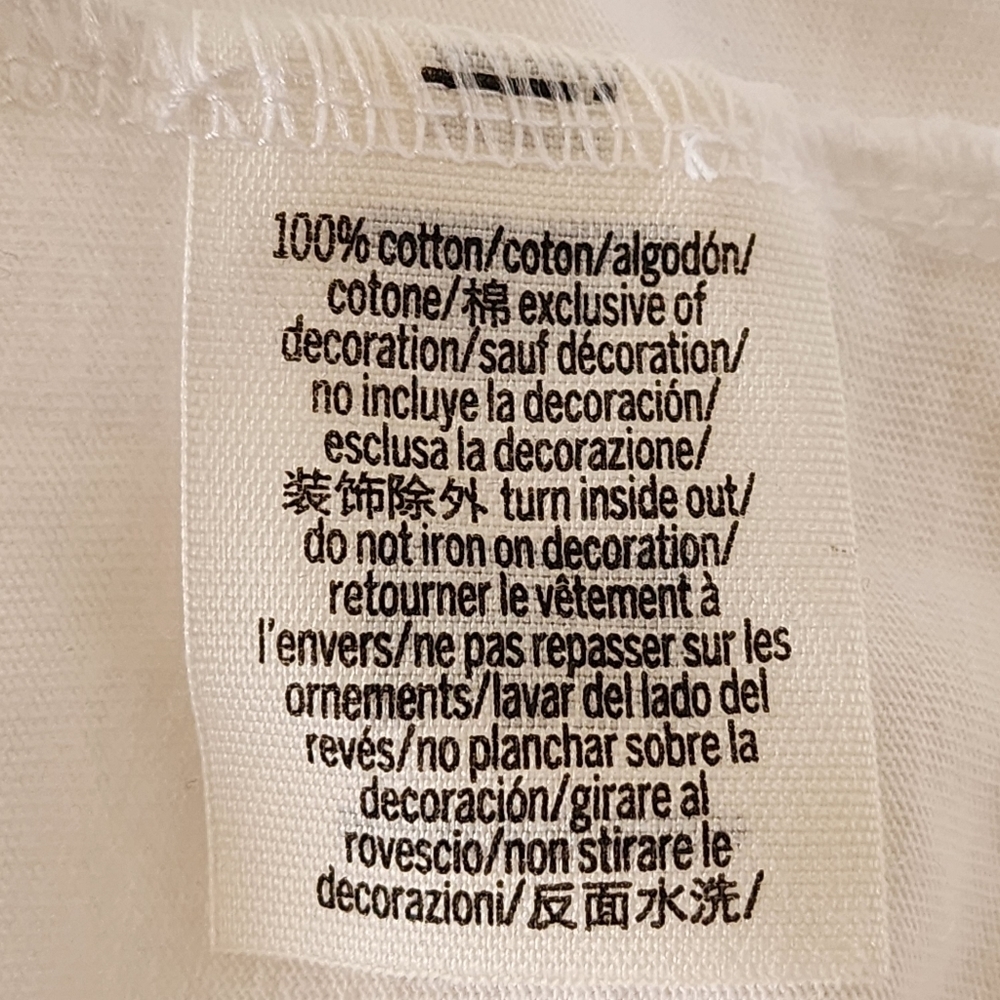 100% cotton/coton/algodón/
cotone/棉 exclusive of
decoration/sauf décoration/
no incluye la decoración/
esclusa la decorazione/
装饰除外 turn inside out/
do not iron on decoration/
retourner le vêtement à
l'envers/ne pas repasser sur les
ornements/lavar del lado del
revés/no planchar sobre la
decoración/girare al
rovescio/non stirare le
decorazioni/反面水洗/